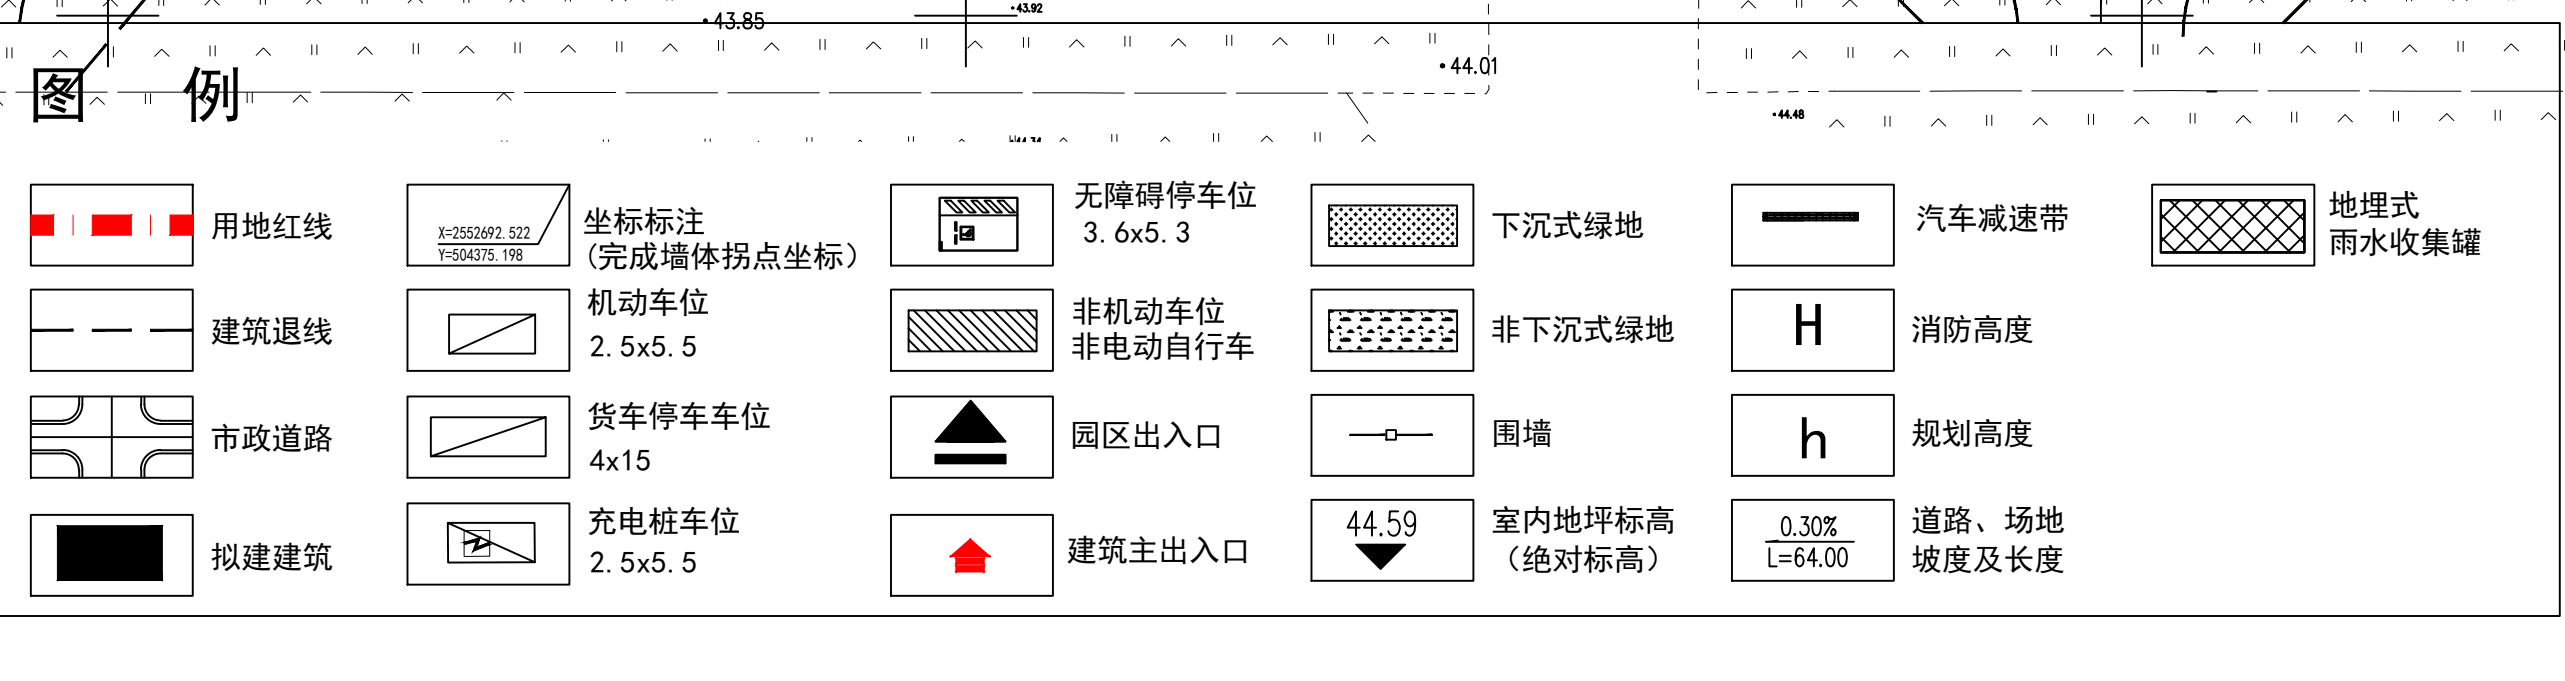 43.92
43.85
44.01
44.48
图 例
用地红线
X=2552692.522
Y=504375.198
坐标标注
(完成墙体拐点坐标)
无障碍停车位
3.6x5.3
下沉式绿地
汽车减速带
地埋式
雨水收集罐
建筑退线
机动车位
2.5x5.5
非机动车位
非电动自行车
非下沉式绿地
H
消防高度
市政道路
货车停车车位
4x15
园区出入口
围墙
h
规划高度
拟建建筑
充电桩车位
2.5x5.5
建筑主出入口
44.59
室内地坪标高
（绝对标高）
0.30%
L=64.00
道路、场地
坡度及长度